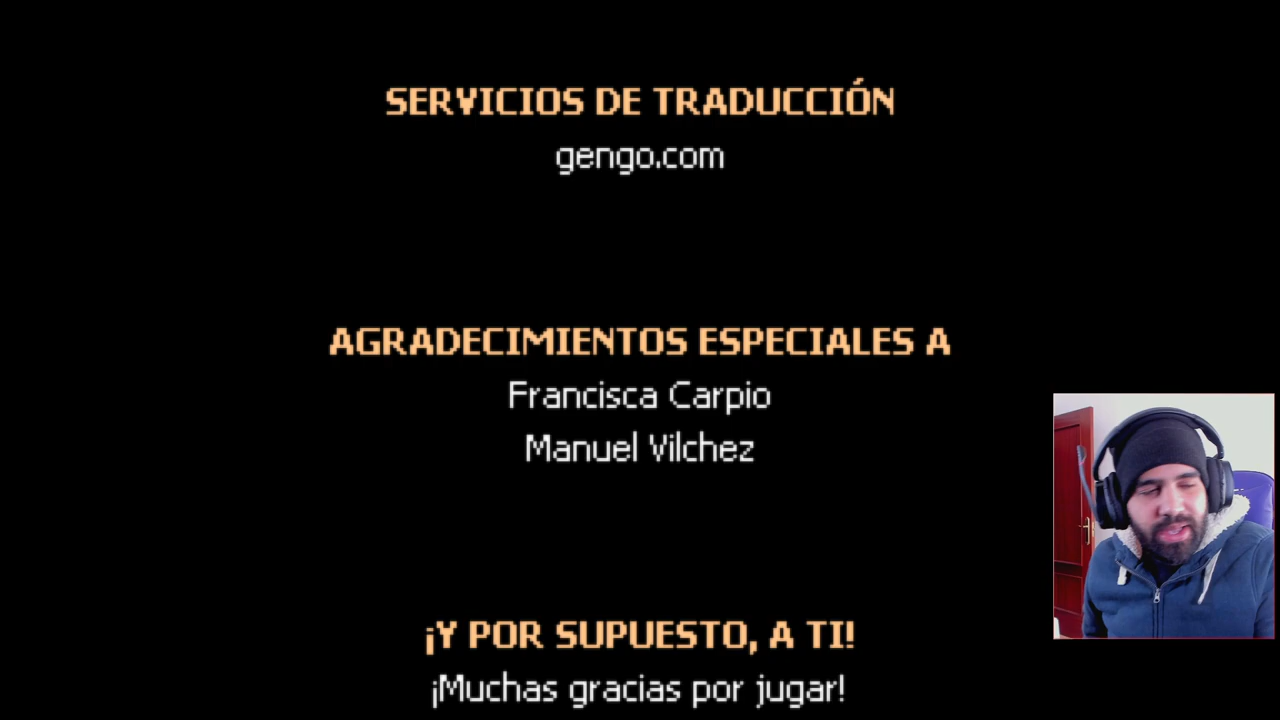 SERVICIOS DE TRADUCCIÓN
gengo.com
AGRADECIMIENTOS ESPECIALES A
Francisca Carpio
Manuel Vilchez
¡Y POR SUPUESTO, A TI!
¡Muchas gracias por jugar!